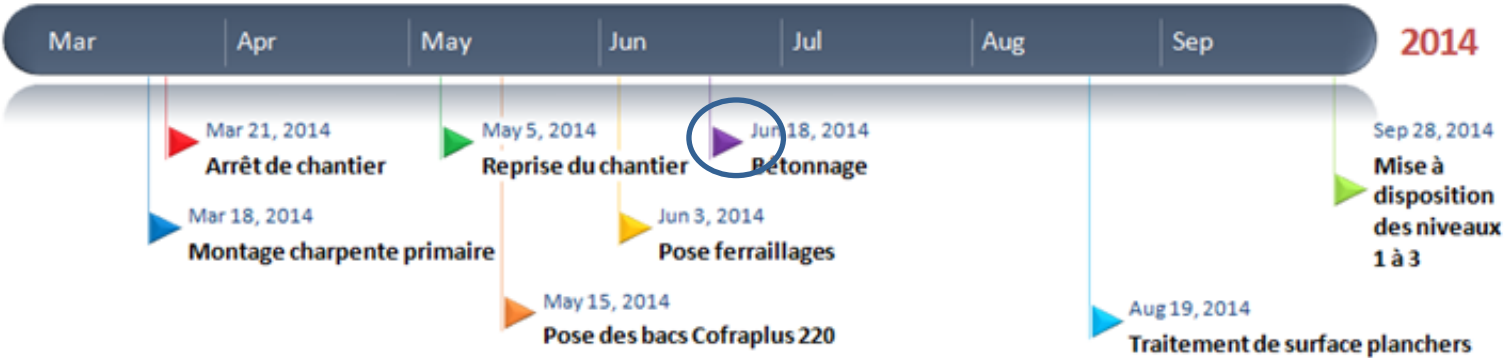 Mar Apr May Jun Jul Aug Sep 2014
Mar 21, 2014
Arrêt de chantier
May 5, 2014
Reprise du chantier
Jun 18, 2014
Bétonnage
Sep 28, 2014
Mise à
disposition
des niveaux
1 à 3
Mar 18, 2014
Montage charpente primaire
Jun 3, 2014
Pose ferraillages
May 15, 2014
Pose des bacs Cofraplus 220
Aug 19, 2014
Traitement de surface planchers